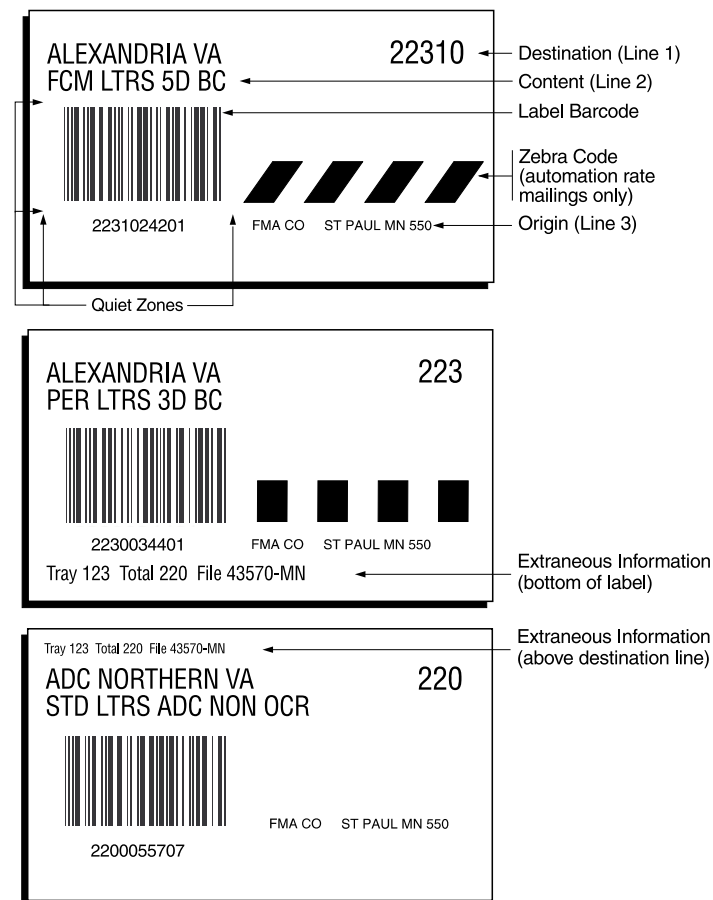 ALEXANDRIA VA 22310
FCM LTRS 5D BC
Destination (Line 1)
Content (Line 2)
Label Barcode
Zebra Code
(automation rate
mailings only)
2231024201
FMA CO ST PAUL MN 550
Origin (Line 3)
Quiet Zones
ALEXANDRIA VA 223
PER LTRS 3D BC
2230034401
FMA CO ST PAUL MN 550
Tray 123 Total 220 File 43570-MN
Extraneous Information
(bottom of label)
Tray 123 Total 220 File 43570-MN
Extraneous Information
(above destination line)
ADC NORTHERN VA 220
STD LTRS ADC NON OCR
FMA CO ST PAUL MN 550
2200055707